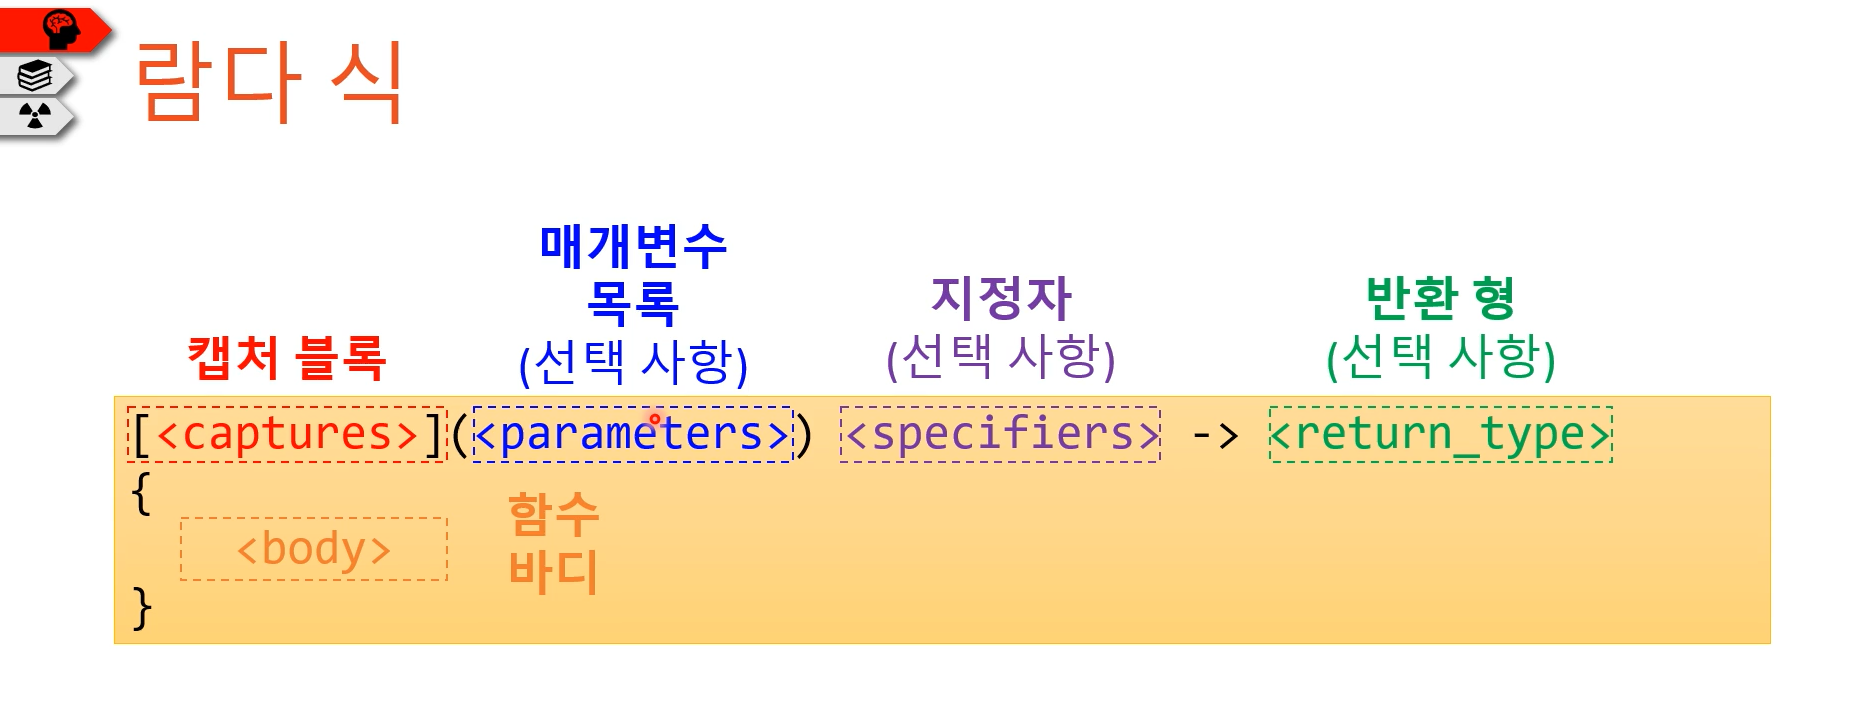 람다 식
매개변수
목록
(선택 사항)
캡처 블록
지정자
(선택 사항)
반환 형
(선택 사항)
[<captures>](<parameters>) <specifiers> -> <return_type>
{
<body>
함수
바디
}